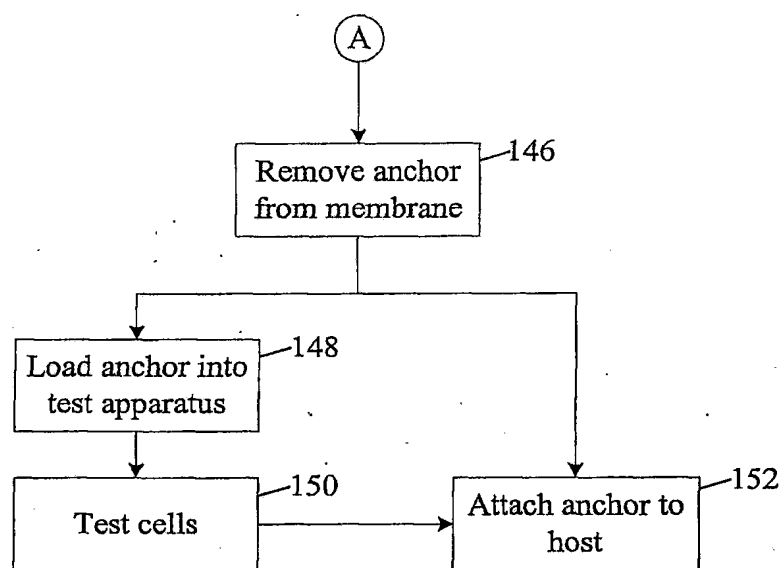 A
146
Remove anchor
from membrane
148
Load anchor into
test apparatus
150
Test cells
152
Attach anchor to
host